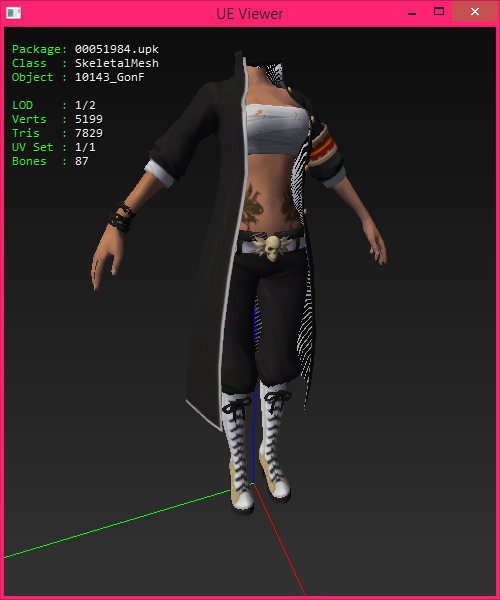 UE Viewer
Package: 00051984.upk
Class : SkeletalMesh
Object : 10143_GonF
LOD : 1/2
Verts : 5199
Tris : 7829
UV Set : 1/1
Bones : 87